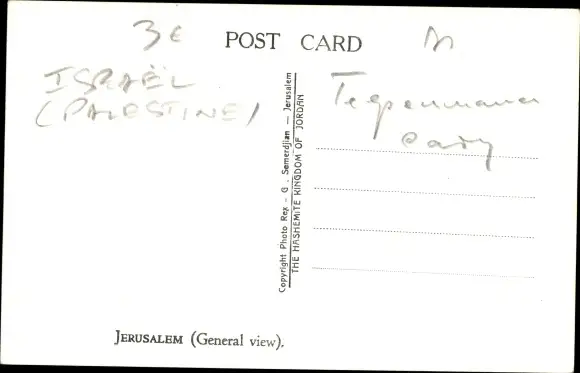 3€
POST CARD
ISRAËL
(PALESTINE)
Copyright Photo Rex - G. Semerdjian — Jerusalem
THE HASHEMITE KINGDOM OF JORDAN
JERUSALEM (General view).